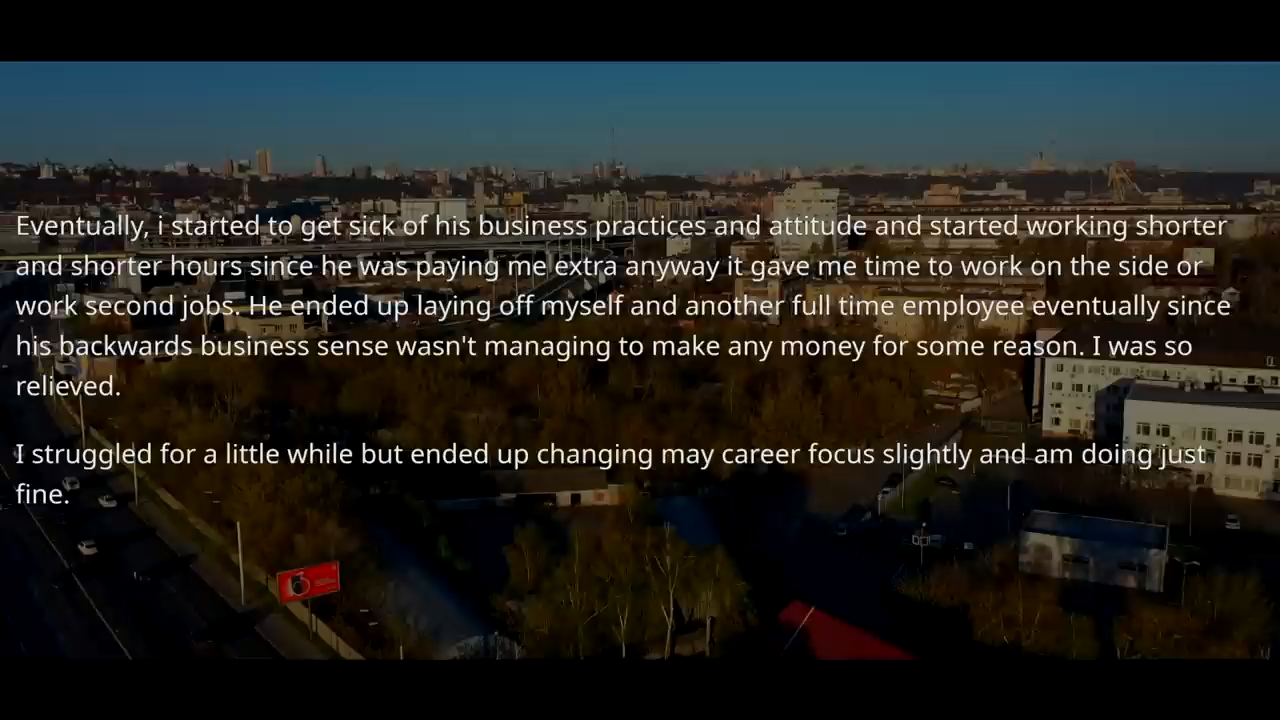 Eventually, i started to get sick of his business practices and attitude and started working shorter
and shorter hours since he was paying me extra anyway it gave me time to work on the side or
work second jobs. He ended up laying off myself and another full time employee eventually since
his backwards business sense wasn't managing to make any money for some reason. I was so
relieved.
I struggled for a little while but ended up changing may career focus slightly and am doing just
fine.